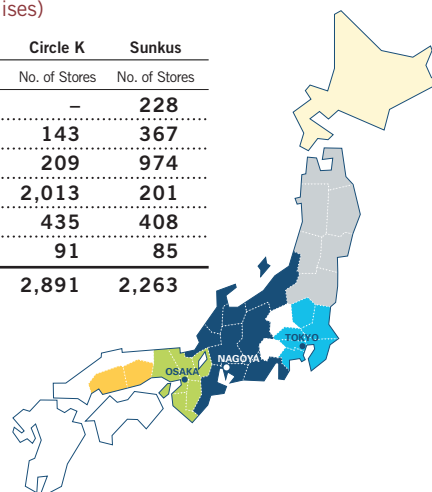 ises)
Circle K Sunkus
No. of Stores No. of Stores
– 228
143 367
209 974
2,013 201
435 408
91 85
2,891 2,263
TOKYO
NAGOYA
OSAKA